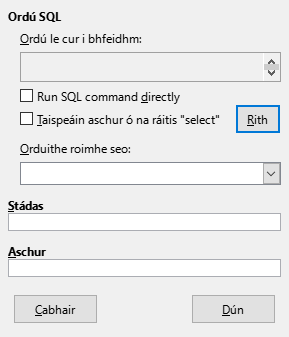 Ordú SQL
Ordú le cur i bhfeidhm:
Run SQL command directly
Taispeáin aschur ó na ráitis "select"
Rith
Orduithe roimhe seo:
Stádas
Aschur
Cabhair
Dún